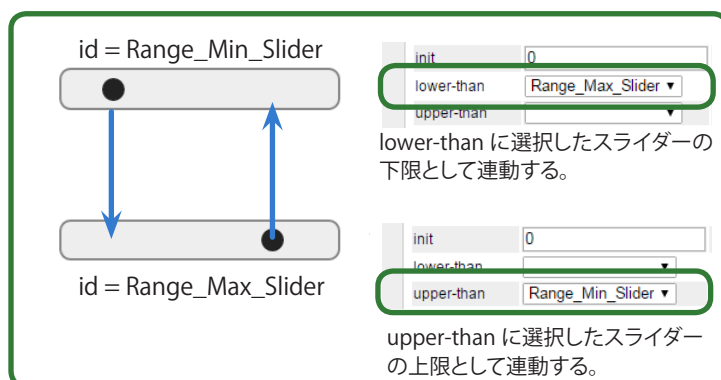 id = Range_Min_Slider
id = Range_Max_Slider
init 0
lower-than Range_Max_Slider ▼
upper-than ▼
lower-than に選択したスライダーの
下限として連動する。
init 0
lower-than ▼
upper-than Range_Min_Slider ▼
upper-than に選択したスライダー
の上限として連動する。